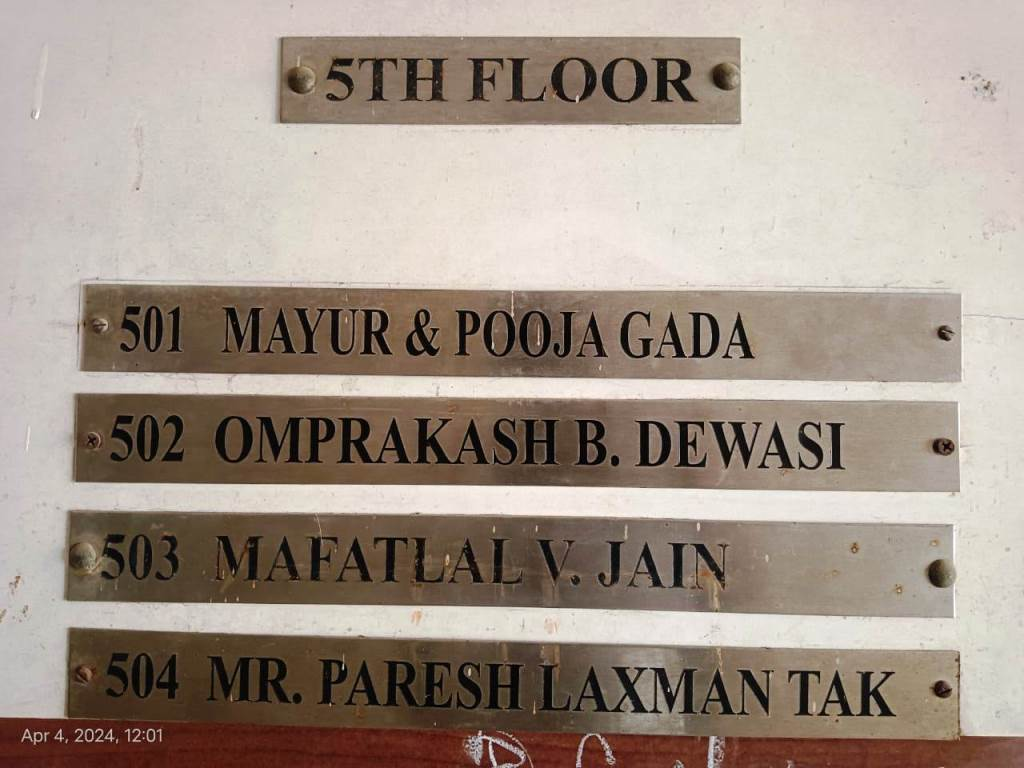 5TH FLOOR
501 MAYUR & POOJA GADA
502 OMPRAKASH B. DEWASI
503 MAFATLAL V. JAIN
504 MR. PARESH LAXMAN TAK
Apr 4, 2024, 12:01